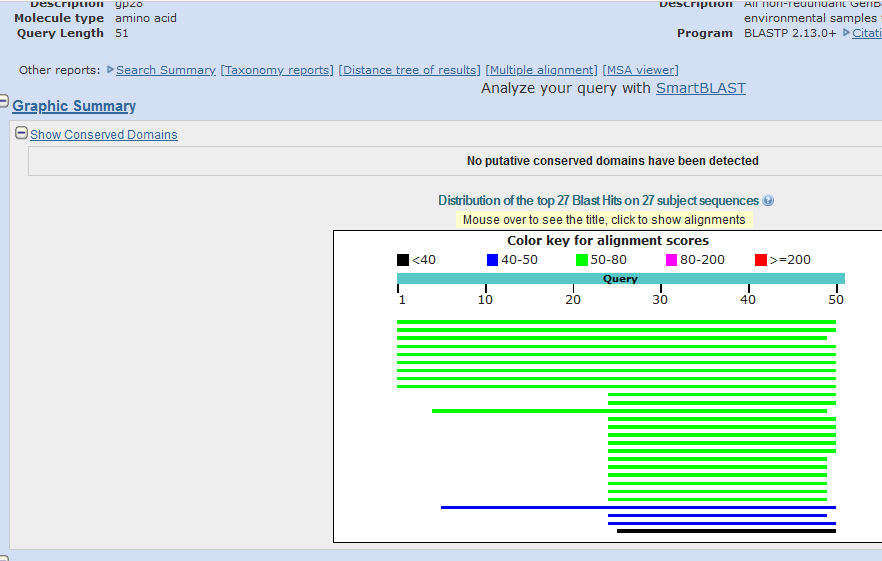 Description gp28
Molecule type amino acid
Query Length 51
Description All non-redundant GenB
environmental samples
Program BLASTP 2.13.0+ Citati
Other reports: Search Summary [Taxonomy reports] [Distance tree of results] [Multiple alignment] [MSA viewer]
Analyze your query with SmartBLAST
Graphic Summary
Show Conserved Domains
No putative conserved domains have been detected
Distribution of the top 27 Blast Hits on 27 subject sequences ?
Mouse over to see the title, click to show alignments
Color key for alignment scores
<40 40-50 50-80 80-200 >=200
Query
1 10 20 30 40 50